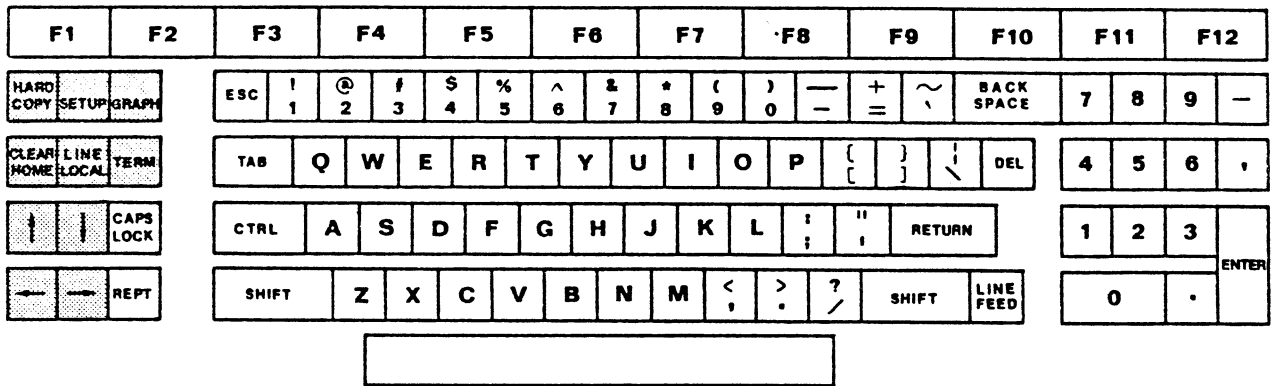 F1 F2 F3 F4 F5 F6 F7 F8 F9 F10 F11 F12
HARD ! @ # $ % ^ & * ( ) — + ~ BACK
COPY SETUP GRAPH ESC 1 2 3 4 5 6 7 8 9 0 - = ` SPACE 7 8 9 -
CLEAR LINE { } ¦
HOME LOCAL TERM TAB Q W E R T Y U I O P [ ] \ DEL 4 5 6 ,
↑ ↓ CAPS : "
LOCK CTRL A S D F G H J K L ; ' RETURN 1 2 3
ENTER
< > ? LINE
← → REPT SHIFT Z X C V B N M , . / SHIFT FEED 0 .